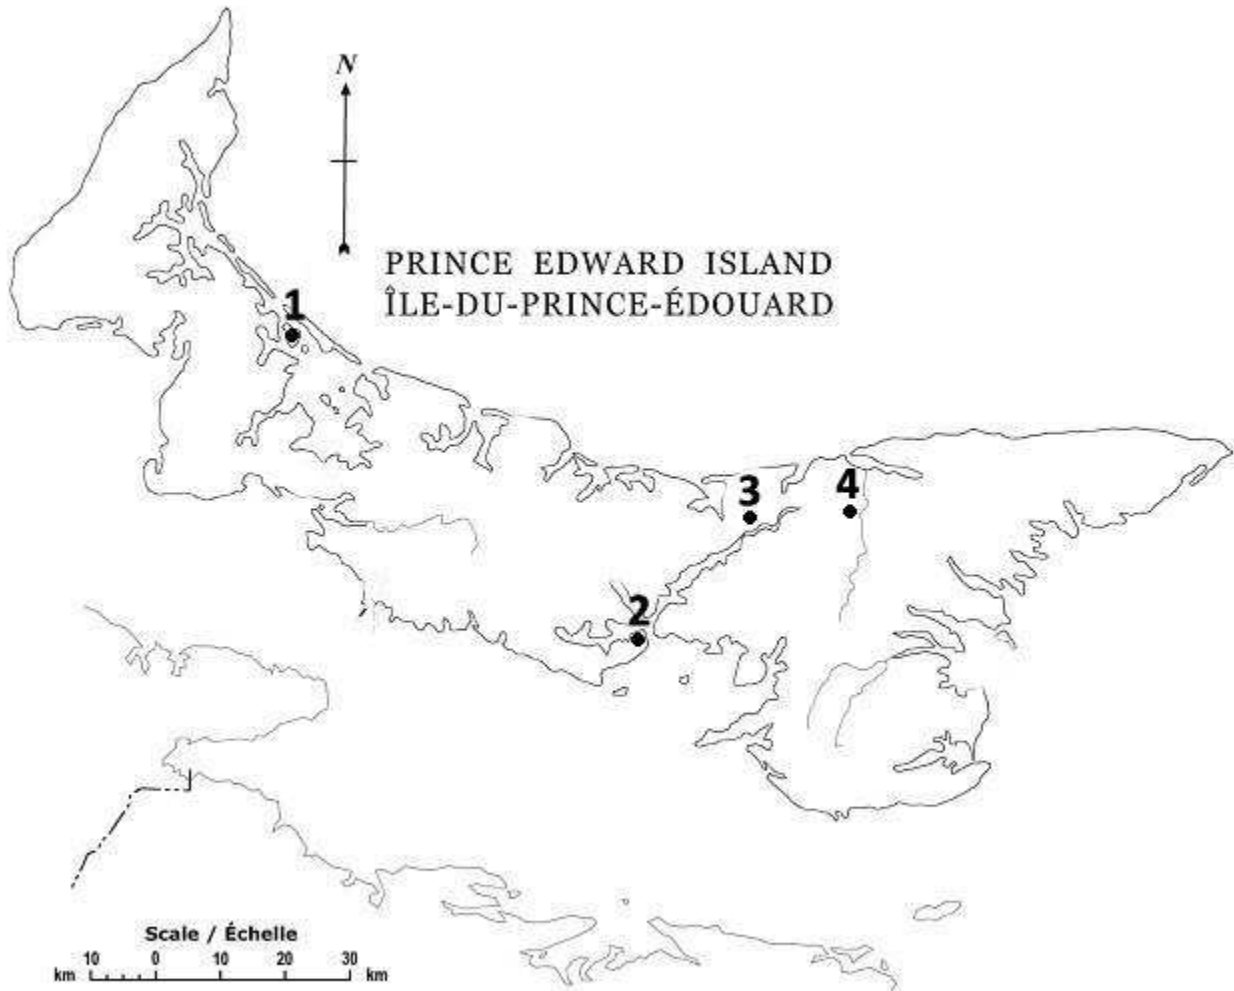 N
PRINCE EDWARD ISLAND
ÎLE-DU-PRINCE-ÉDOUARD
1
2
3
4
Scale / Échelle
10 0 10 20 30
km km